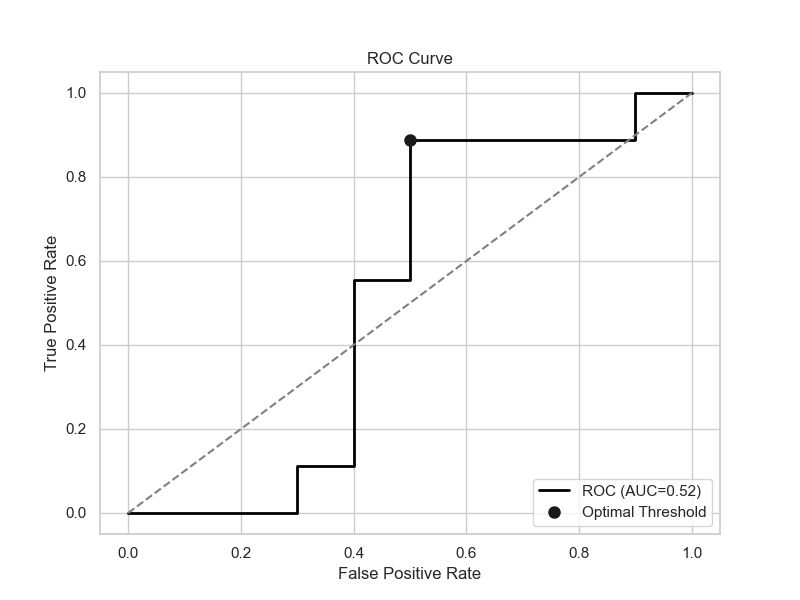 ROC Curve
1.0
0.8
0.6
0.4
0.2
0.0
True Positive Rate
0.0 0.2 0.4 0.6 0.8 1.0
False Positive Rate
ROC (AUC=0.52)
Optimal Threshold